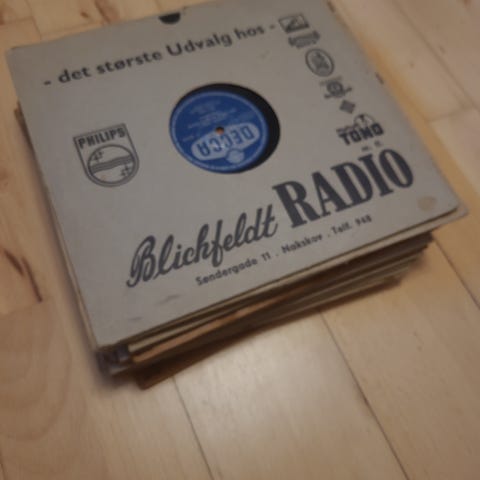 - det største Udvalg hos -
PHILIPS
DECCA
TONO
Blichfeldt RADIO
Søndergade 11 . Nakskov . Telf. 948